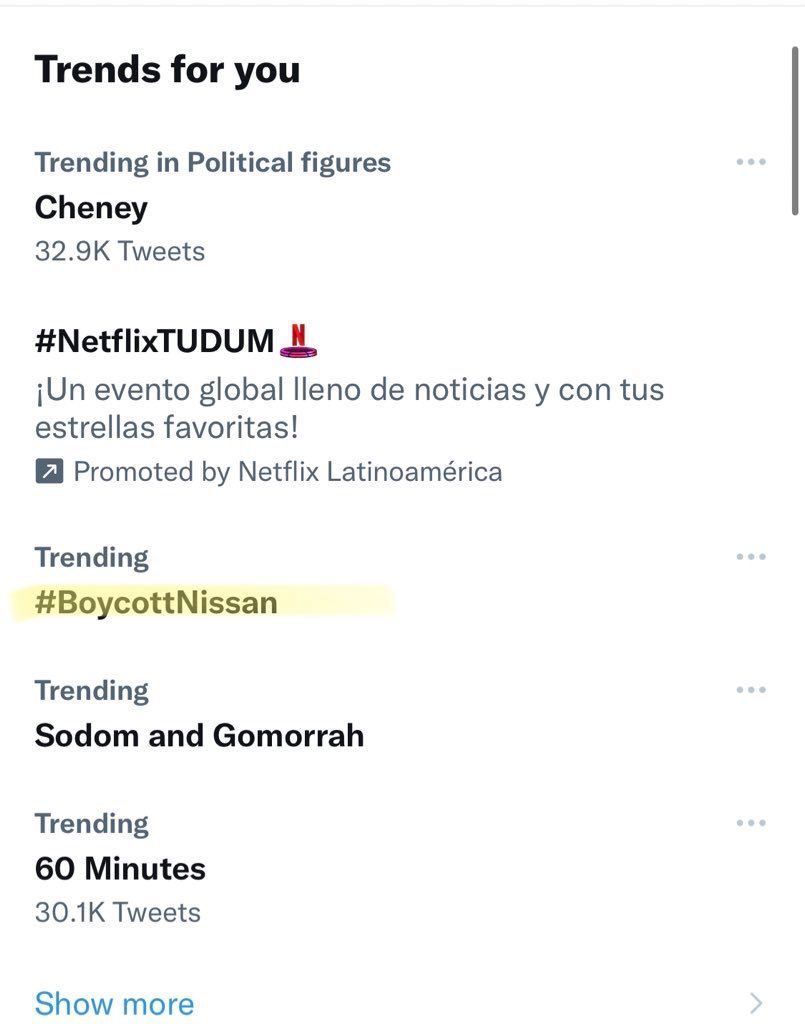 Trends for you
Trending in Political figures
Cheney
32.9K Tweets
#NetflixTUDUM
¡Un evento global lleno de noticias y con tus
estrellas favoritas!
Promoted by Netflix Latinoamérica
Trending
#BoycottNissan
Trending
Sodom and Gomorrah
Trending
60 Minutes
30.1K Tweets
Show more